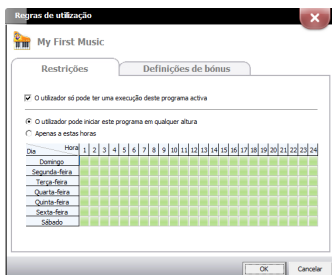 Regras de utilização
My First Music
Restrições Definições de bónus
O utilizador só pode ter uma execução deste programa activa
O utilizador pode iniciar este programa em qualquer altura
Apenas a estas horas
Dia Hora 1 2 3 4 5 6 7 8 9 10 11 12 13 14 15 16 17 18 19 20 21 22 23 24
Domingo
Segunda-feira
Terça-feira
Quarta-feira
Quinta-feira
Sexta-feira
Sábado
OK Cancelar